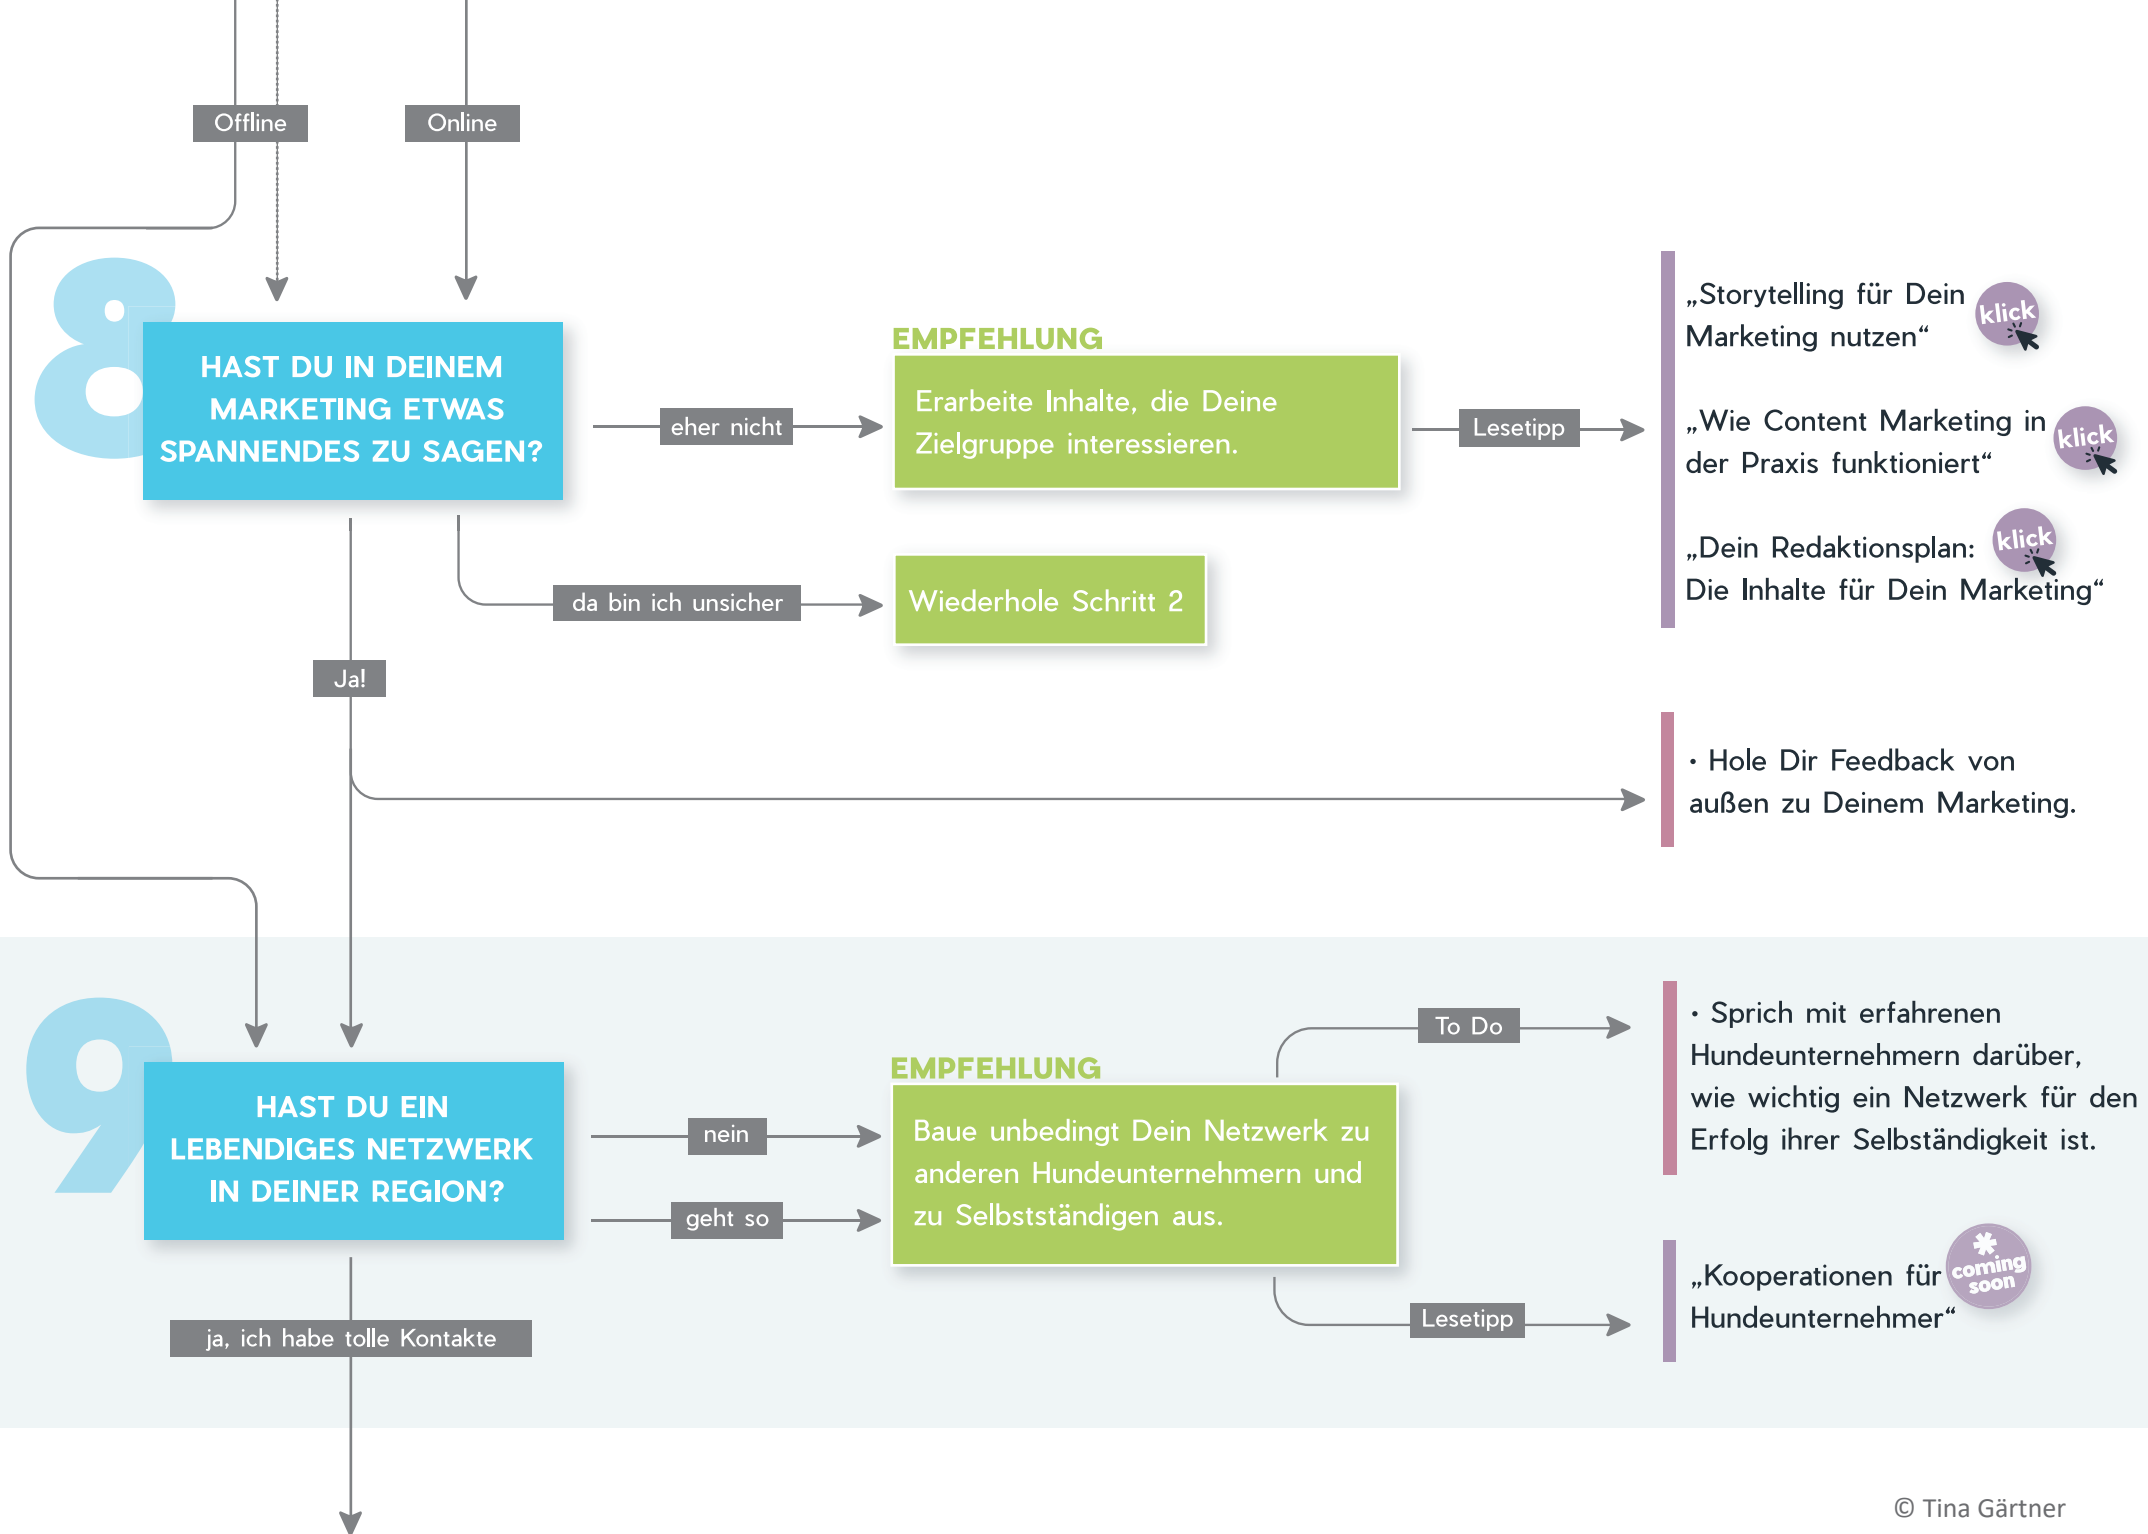 Offline
Online
8
HAST DU IN DEINEM
MARKETING ETWAS
SPANNENDES ZU SAGEN?
eher nicht
EMPFEHLUNG
Erarbeite Inhalte, die Deine
Zielgruppe interessieren.
Lesetipp
„Storytelling für Dein
Marketing nutzen“
klick
„Wie Content Marketing in
der Praxis funktioniert“
klick
„Dein Redaktionsplan:
Die Inhalte für Dein Marketing“
klick
da bin ich unsicher
Wiederhole Schritt 2
Ja!
• Hole Dir Feedback von
außen zu Deinem Marketing.
9
HAST DU EIN
LEBENDIGES NETZWERK
IN DEINER REGION?
nein
geht so
EMPFEHLUNG
Baue unbedingt Dein Netzwerk zu
anderen Hundeunternehmern und
zu Selbstständigen aus.
To Do
• Sprich mit erfahrenen
Hundeunternehmern darüber,
wie wichtig ein Netzwerk für den
Erfolg ihrer Selbständigkeit ist.
Lesetipp
„Kooperationen für
Hundeunternehmer“
*
coming
soon
ja, ich habe tolle Kontakte
© Tina Gärtner